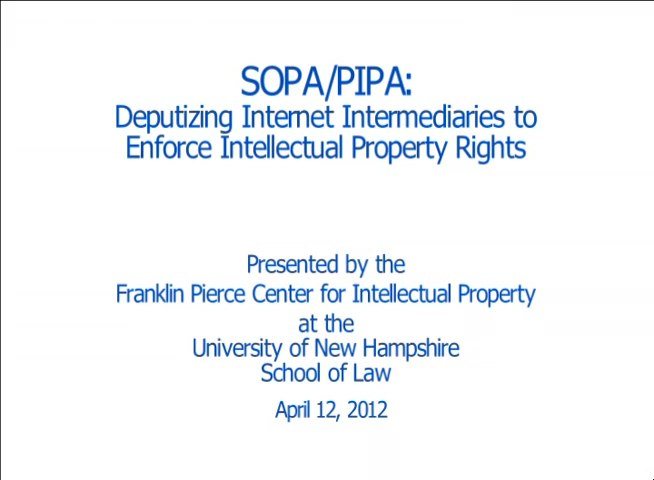 SOPA/PIPA:
Deputizing Internet Intermediaries to
Enforce Intellectual Property Rights
Presented by the
Franklin Pierce Center for Intellectual Property
at the
University of New Hampshire
School of Law
April 12, 2012